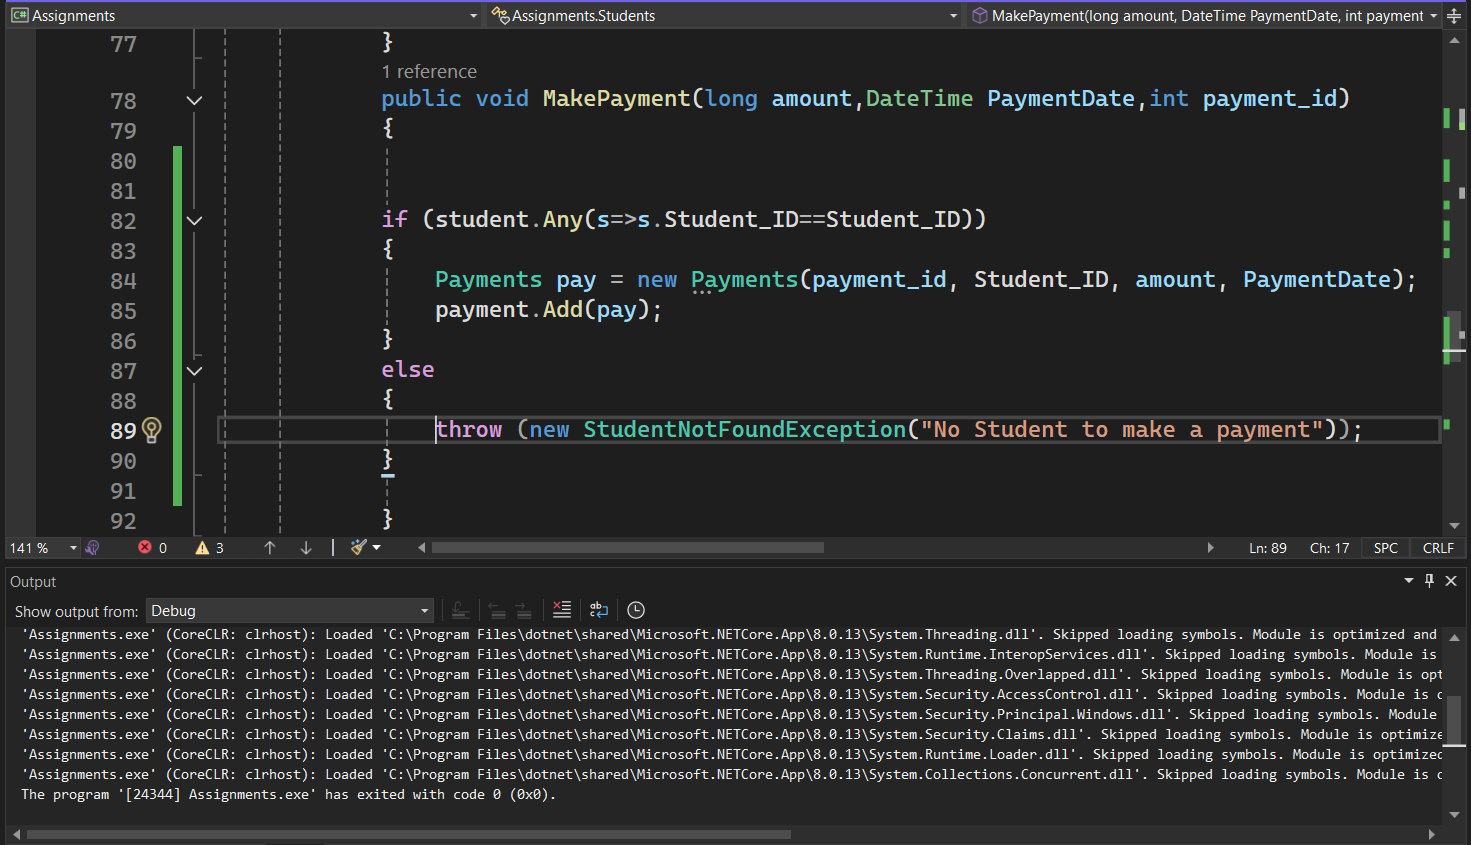 C# Assignments
Assignments.Students
MakePayment(long amount, DateTime PaymentDate, int payment
77 }
1 reference
78 public void MakePayment(long amount,DateTime PaymentDate,int payment_id)
79 {
80
81
82 if (student.Any(s=>s.Student_ID==Student_ID))
83 {
84 Payments pay = new Payments(payment_id, Student_ID, amount, PaymentDate);
85 payment.Add(pay);
86 }
87 else
88 {
89 throw (new StudentNotFoundException("No Student to make a payment"));
90 }
91
92 }
141 % 0 3 Ln: 89 Ch: 17 SPC CRLF
Output
Show output from: Debug
'Assignments.exe' (CoreCLR: clrhost): Loaded 'C:\Program Files\dotnet\shared\Microsoft.NETCore.App\8.0.13\System.Threading.dll'. Skipped loading symbols. Module is optimized and
'Assignments.exe' (CoreCLR: clrhost): Loaded 'C:\Program Files\dotnet\shared\Microsoft.NETCore.App\8.0.13\System.Runtime.InteropServices.dll'. Skipped loading symbols. Module is
'Assignments.exe' (CoreCLR: clrhost): Loaded 'C:\Program Files\dotnet\shared\Microsoft.NETCore.App\8.0.13\System.Threading.Overlapped.dll'. Skipped loading symbols. Module is opt
'Assignments.exe' (CoreCLR: clrhost): Loaded 'C:\Program Files\dotnet\shared\Microsoft.NETCore.App\8.0.13\System.Security.AccessControl.dll'. Skipped loading symbols. Module is o
'Assignments.exe' (CoreCLR: clrhost): Loaded 'C:\Program Files\dotnet\shared\Microsoft.NETCore.App\8.0.13\System.Security.Principal.Windows.dll'. Skipped loading symbols. Module
'Assignments.exe' (CoreCLR: clrhost): Loaded 'C:\Program Files\dotnet\shared\Microsoft.NETCore.App\8.0.13\System.Security.Claims.dll'. Skipped loading symbols. Module is optimize
'Assignments.exe' (CoreCLR: clrhost): Loaded 'C:\Program Files\dotnet\shared\Microsoft.NETCore.App\8.0.13\System.Runtime.Loader.dll'. Skipped loading symbols. Module is optimized
'Assignments.exe' (CoreCLR: clrhost): Loaded 'C:\Program Files\dotnet\shared\Microsoft.NETCore.App\8.0.13\System.Collections.Concurrent.dll'. Skipped loading symbols. Module is o
The program '[24344] Assignments.exe' has exited with code 0 (0x0).